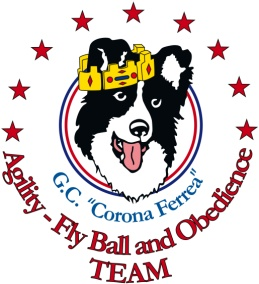 G.C. "Corona Ferrea"
Agility - Fly Ball and Obedience
TEAM